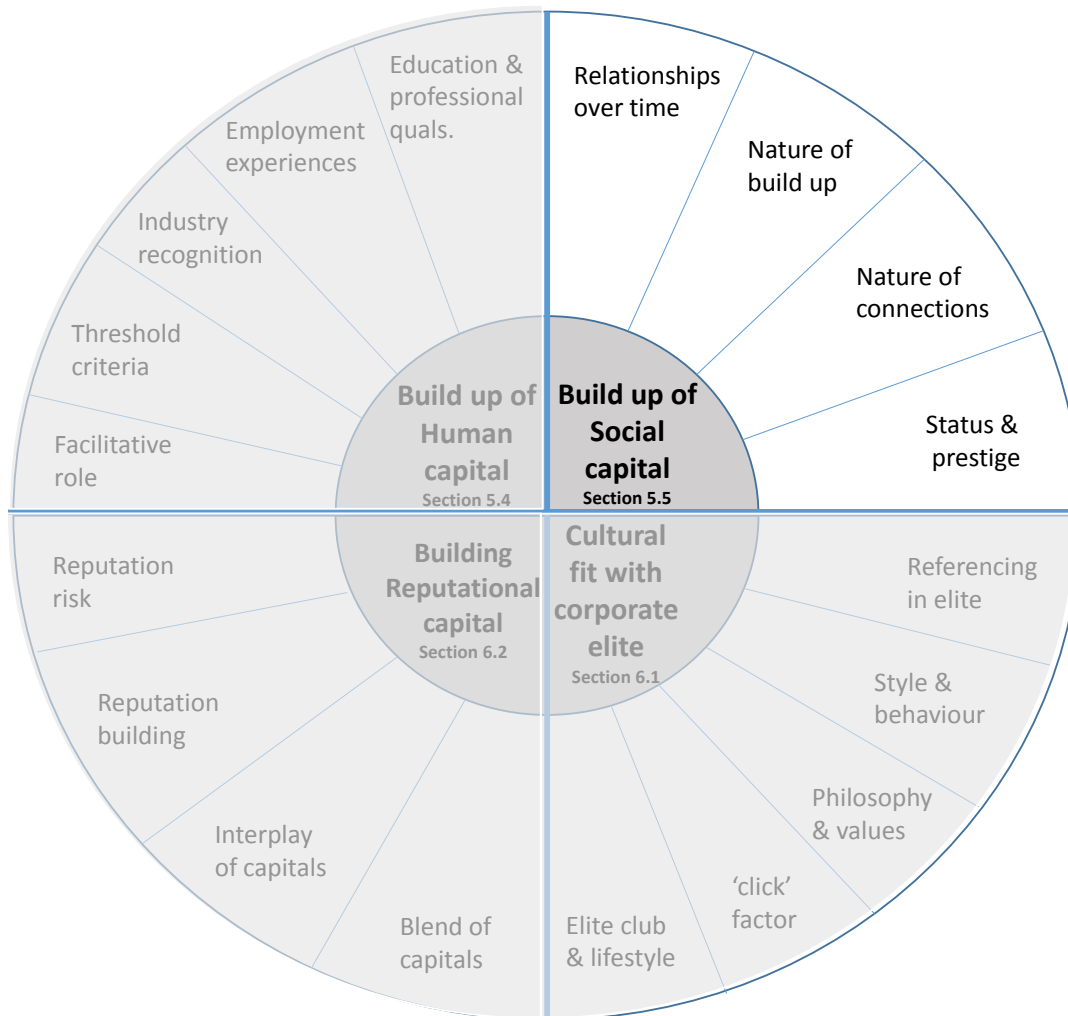 Education &
professional
quals.
Employment
experiences
Industry
recognition
Threshold
criteria
Facilitative
role
Build up of
Human
capital
Section 5.4
Relationships
over time
Nature of
build up
Nature of
connections
Status &
prestige
Build up of
Social
capital
Section 5.5
Building
Reputational
capital
Section 6.2
Reputation
risk
Reputation
building
Interplay
of capitals
Blend of
capitals
Cultural
fit with
corporate
elite
Section 6.1
Referencing
in elite
Style &
behaviour
Philosophy
& values
‘click’
factor
Elite club
& lifestyle